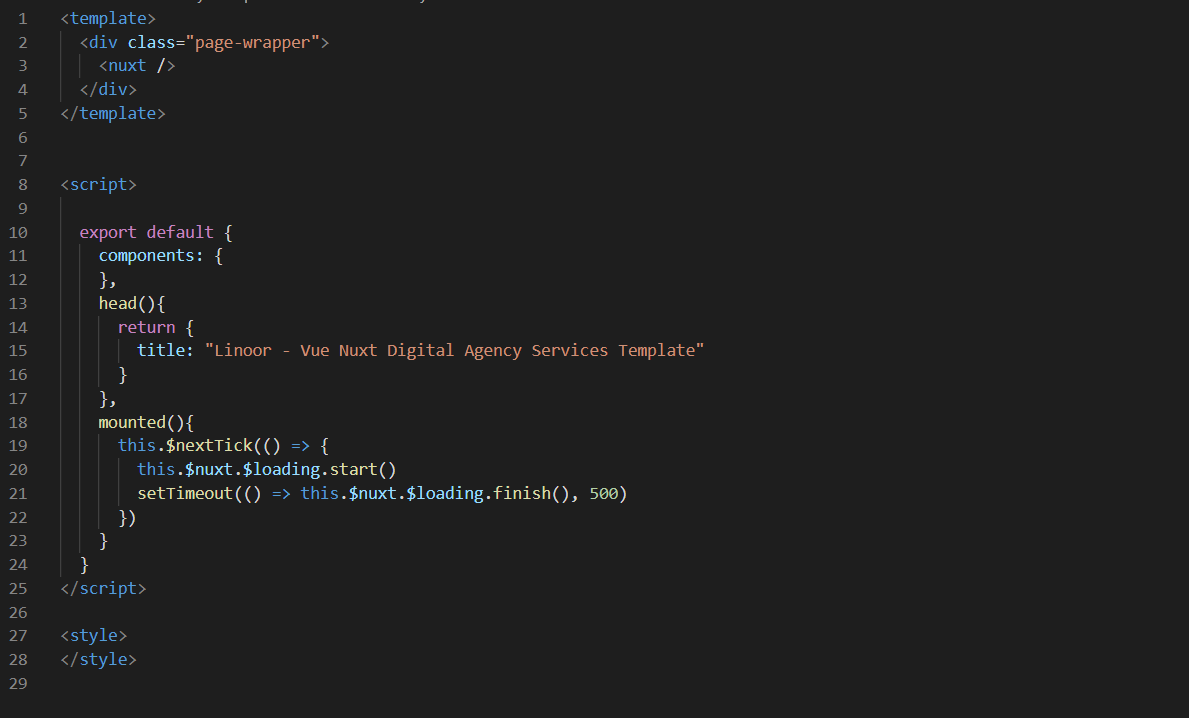 1 <template>
2 <div class="page-wrapper">
3 <nuxt />
4 </div>
5 </template>
6
7
8 <script>
9
10 export default {
11 components: {
12 },
13 head(){
14 return {
15 title: "Linoor - Vue Nuxt Digital Agency Services Template"
16 }
17 },
18 mounted(){
19 this.$nextTick(() => {
20 this.$nuxt.$loading.start()
21 setTimeout(() => this.$nuxt.$loading.finish(), 500)
22 })
23 }
24 }
25 </script>
26
27 <style>
28 </style>
29